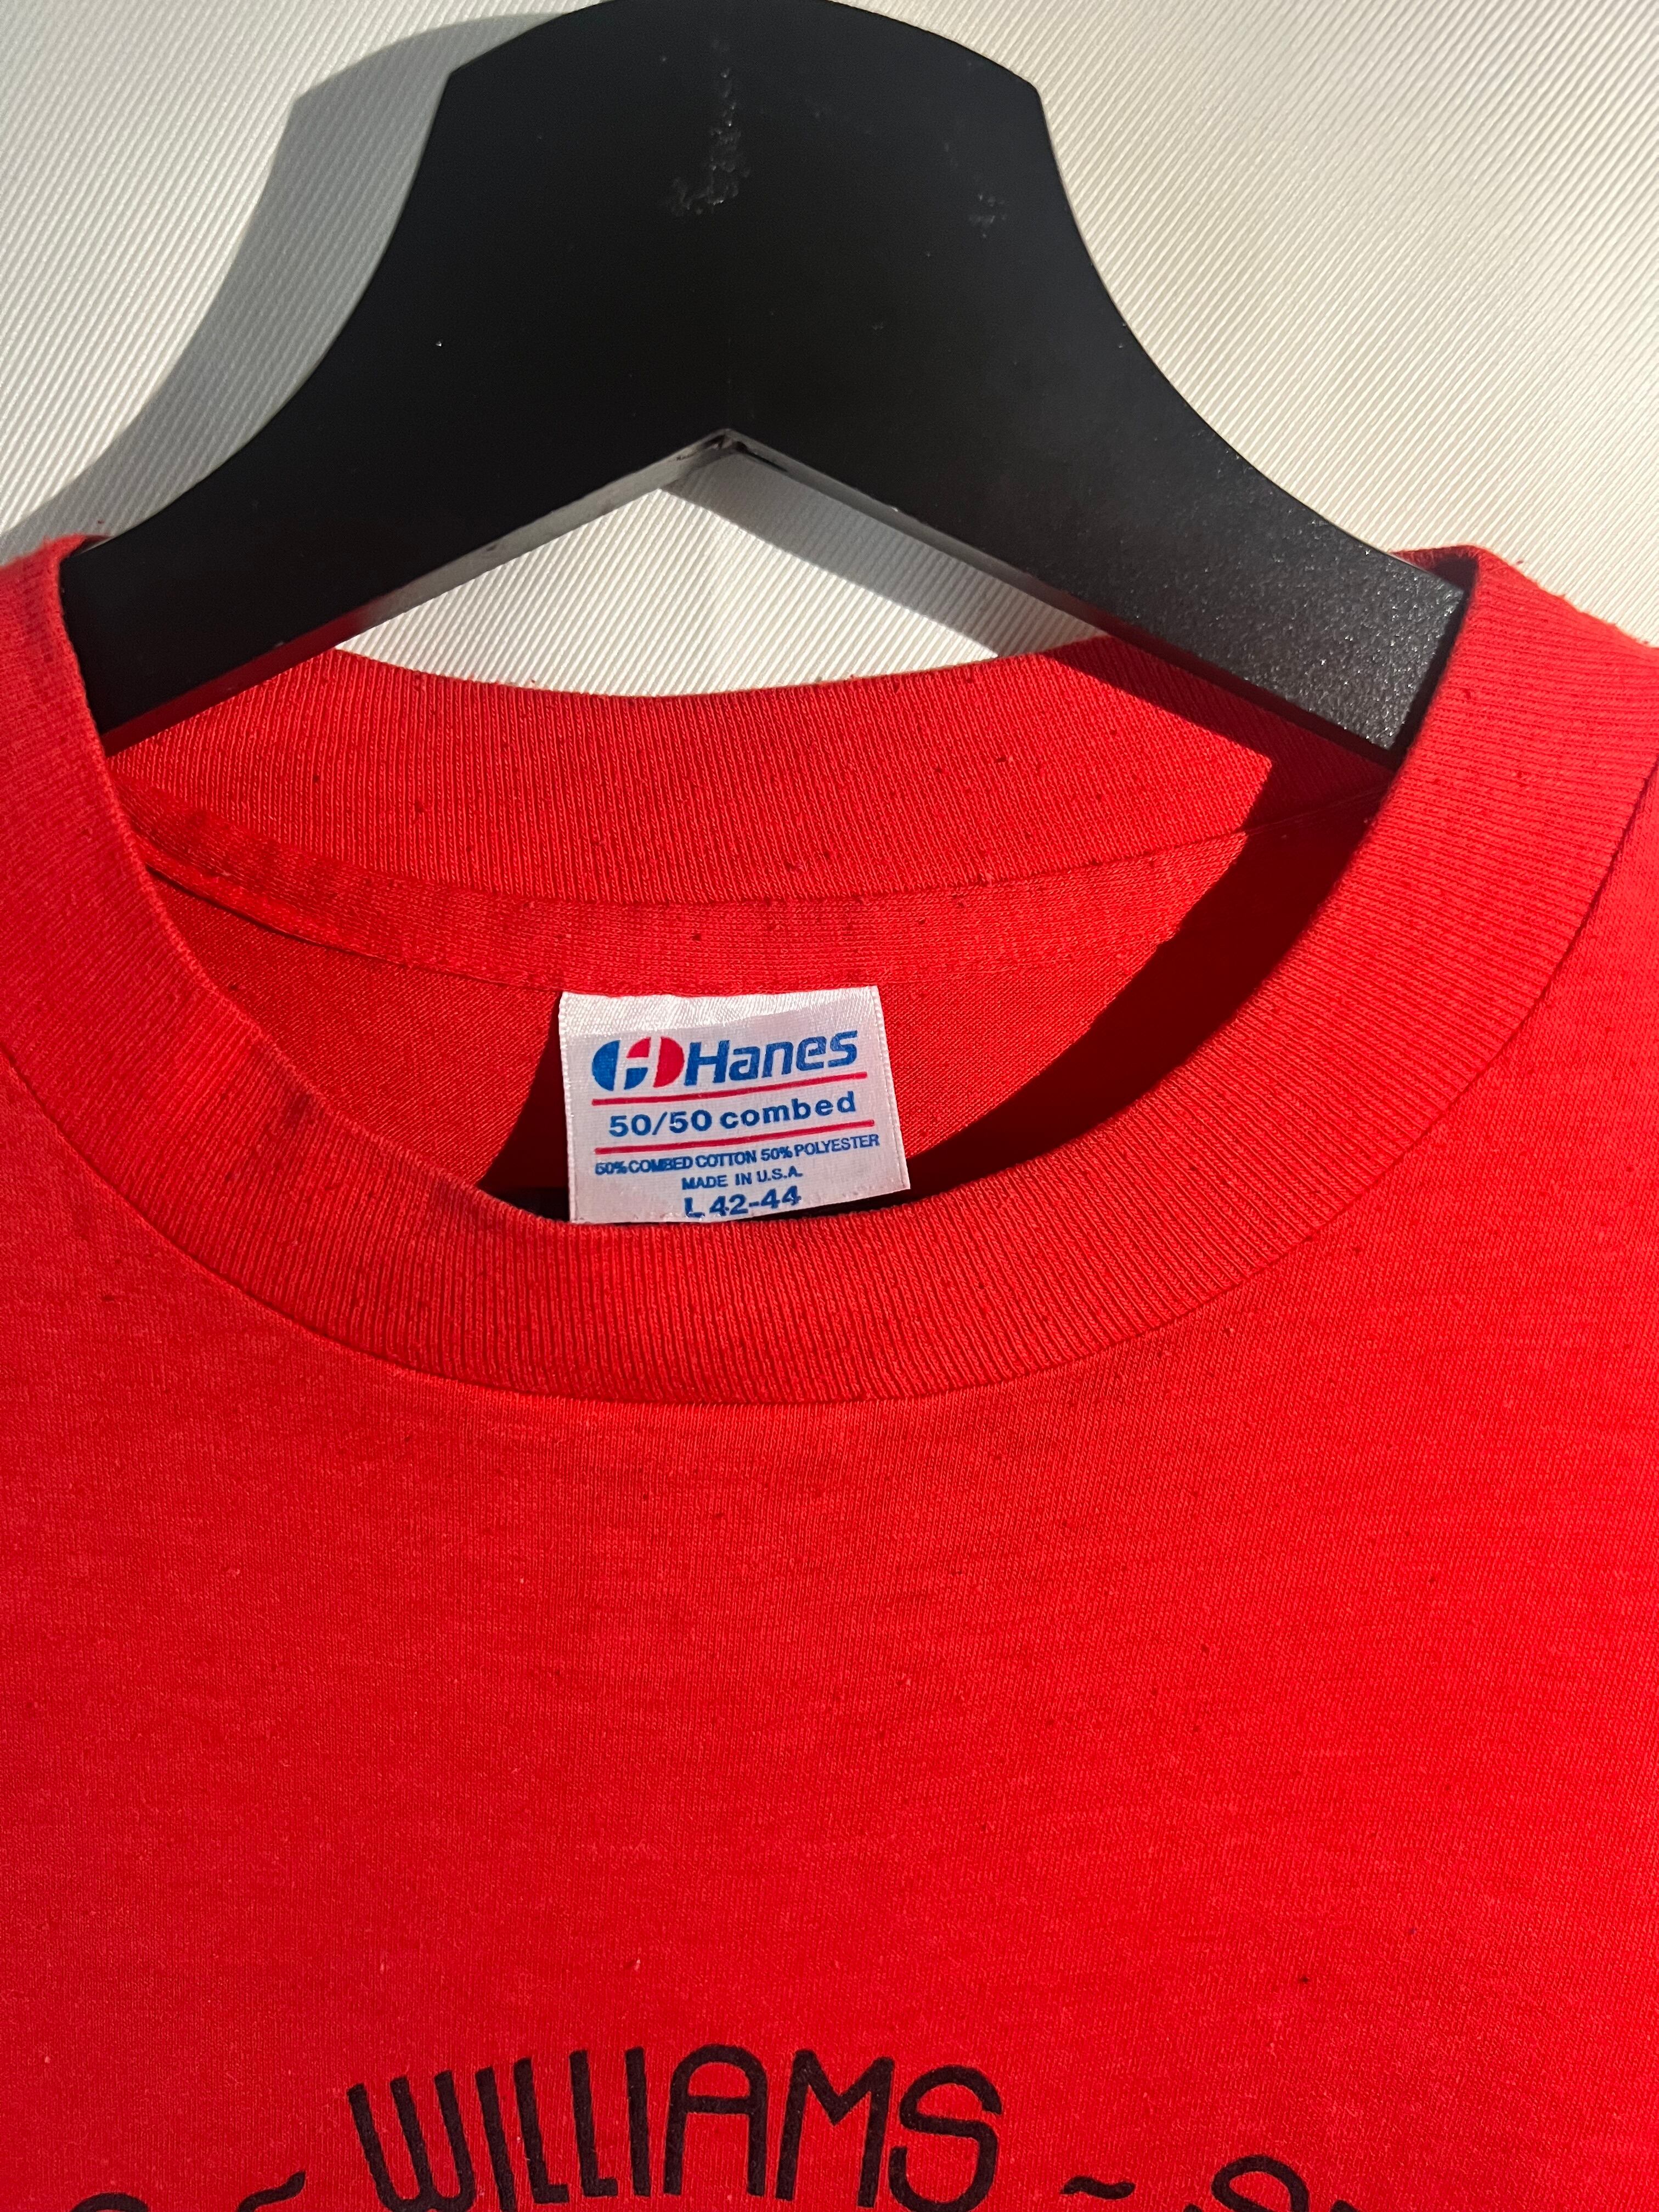 Hanes
50/50 combed
50% COMBED COTTON 50% POLYESTER
MADE IN U.S.A.
L 42-44
~ WILLIAMS ~